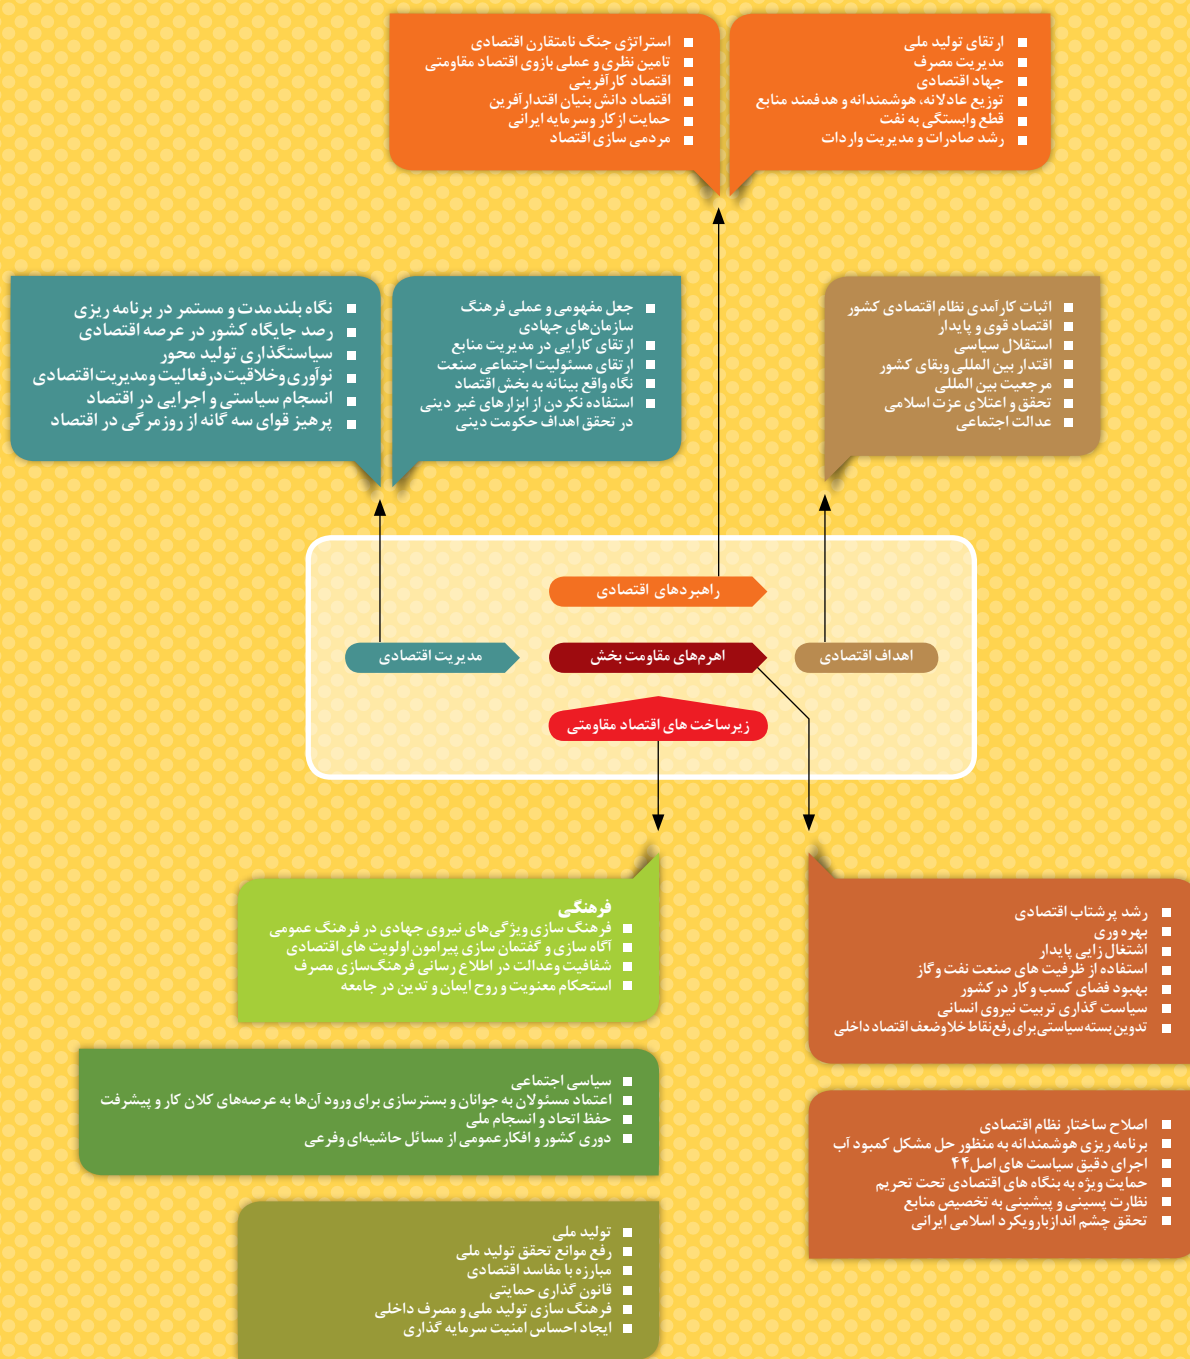 ارتقای تولید ملی
مدیریت مصرف
جهاد اقتصادی
توزیع عادلانه، هوشمندانه و هدفمند منابع
قطع وابستگی به نفت
رشد صادرات و مدیریت واردات
استراتژی جنگ نامتقارن اقتصادی
تامین نظری و عملی بازوی اقتصاد مقاومتی
اقتصاد کارآفرینی
اقتصاد دانش بنیان اقتدارآفرین
حمایت از کار وسرمایه ایرانی
مردمی سازی اقتصاد
اثبات کارآمدی نظام اقتصادی کشور
اقتصاد قوی و پایدار
استقلال سیاسی
اقتدار بین المللی وبقای کشور
مرجعیت بین المللی
تحقق و اعتلای عزت اسلامی
عدالت اجتماعی
جعل مفهومی و عملی فرهنگ
سازمان‌های جهادی
ارتقای کارایی در مدیریت منابع
ارتقای مسئولیت اجتماعی صنعت
نگاه واقع بینانه به بخش اقتصاد
استفاده نکردن از ابزارهای غیر دینی
در تحقق اهداف حکومت دینی
نگاه بلندمدت و مستمر در برنامه ریزی
رصد جایگاه کشور در عرصه اقتصادی
سیاستگذاری تولید محور
نوآوری وخلاقیت‌درفعالیت ومدیریت‌اقتصادی
انسجام سیاستی و اجرایی در اقتصاد
پرهیز قوای سه گانه از روزمرگی در اقتصاد
راهبردهای اقتصادی
اهداف اقتصادی
اهرم‌های مقاومت بخش
مدیریت اقتصادی
زیرساخت های اقتصاد مقاومتی
رشد پرشتاب اقتصادی
بهره وری
اشتغال زایی پایدار
استفاده از ظرفیت های صنعت نفت وگاز
بهبود فضای کسب وکار در کشور
سیاست گذاری تربیت نیروی انسانی
تدوین بسته‌سیاستی‌برای رفع‌نقاط خلاوضعف اقتصاد داخلی
اصلاح ساختار نظام اقتصادی
برنامه ریزی هوشمندانه به منظور حل مشکل کمبود آب
اجرای دقیق سیاست های اصل۴۴
حمایت ویژه به بنگاه های اقتصادی تحت تحریم
نظارت پسینی و پیشینی به تخصیص منابع
تحقق چشم اندازبارویکرد اسلامی ایرانی
فرهنگی
فرهنگ سازی ویژگی‌های نیروی جهادی در فرهنگ عمومی
آگاه سازی و گفتمان سازی پیرامون اولویت های اقتصادی
شفافیت وعدالت در اطلاع رسانی فرهنگ‌سازی مصرف
استحکام معنویت و روح ایمان و تدین در جامعه
سیاسی اجتماعی
اعتماد مسئولان به جوانان و بسترسازی برای ورود آن‌ها به عرصه‌های کلان کار و پیشرفت
حفظ اتحاد و انسجام ملی
دوری کشور و افکارعمومی از مسائل حاشیه‌ای وفرعی
تولید ملی
رفع موانع تحقق تولید ملی
مبارزه با مفاسد اقتصادی
قانون گذاری حمایتی
فرهنگ سازی تولید ملی و مصرف داخلی
ایجاد احساس امنیت سرمایه گذاری